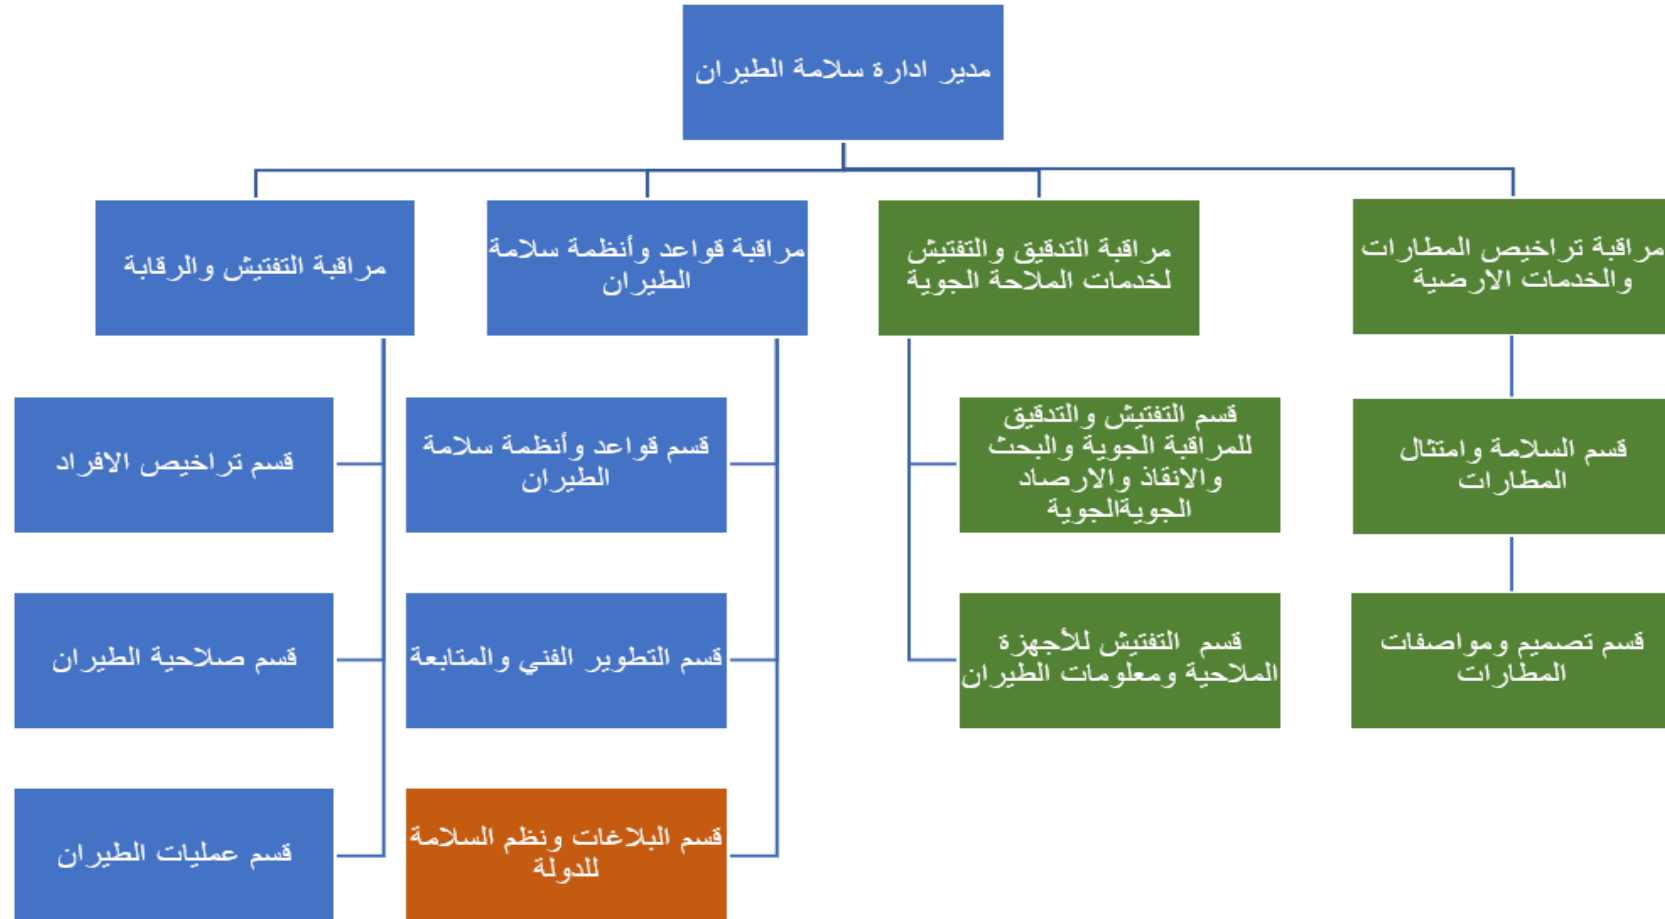 مدير ادارة سلامة الطيران
مراقبة تراخيص المطارات
والخدمات الارضية
مراقبة التدقيق والتفتيش
لخدمات الملاحة الجوية
مراقبة قواعد وأنظمة سلامة
الطيران
مراقبة التفتيش والرقابة
قسم السلامة وامتثال
المطارات
قسم التفتيش والتدقيق
للمراقبة الجوية والبحث
والانقاذ والارصاد
الجويةالجوية
قسم قواعد وأنظمة سلامة
الطيران
قسم تراخيص الافراد
قسم تصميم ومواصفات
المطارات
قسم  التفتيش للأجهزة
الملاحية ومعلومات الطيران
قسم التطوير الفني والمتابعة
قسم صلاحية الطيران
قسم البلاغات ونظم السلامة
للدولة
قسم عمليات الطيران